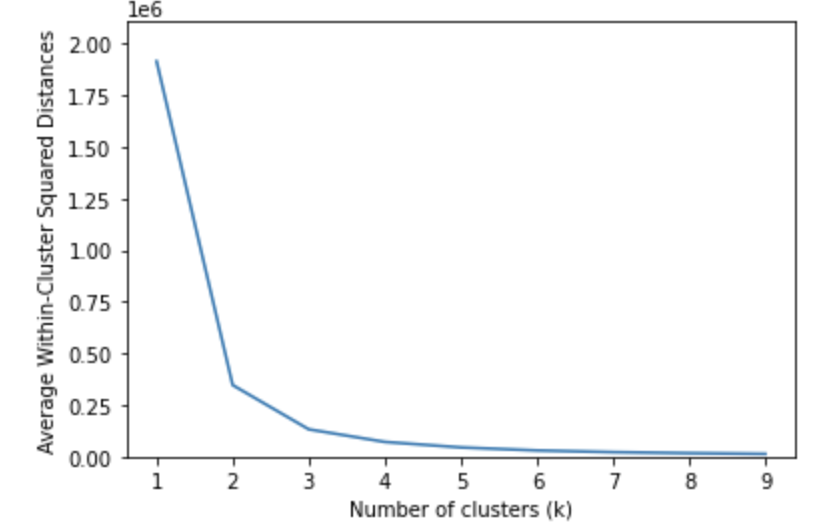 1e6
2.00
1.75
1.50
1.25
1.00
0.75
0.50
0.25
0.00
Average Within-Cluster Squared Distances
1 2 3 4 5 6 7 8 9
Number of clusters (k)